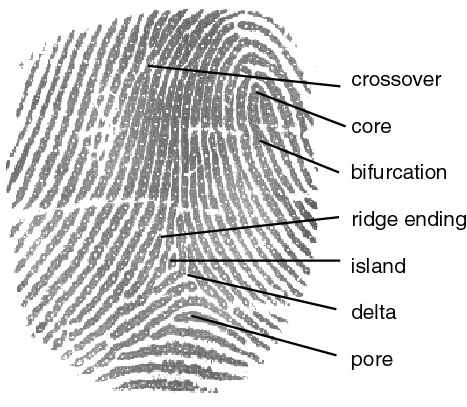 crossover
core
bifurcation
ridge ending
island
delta
pore